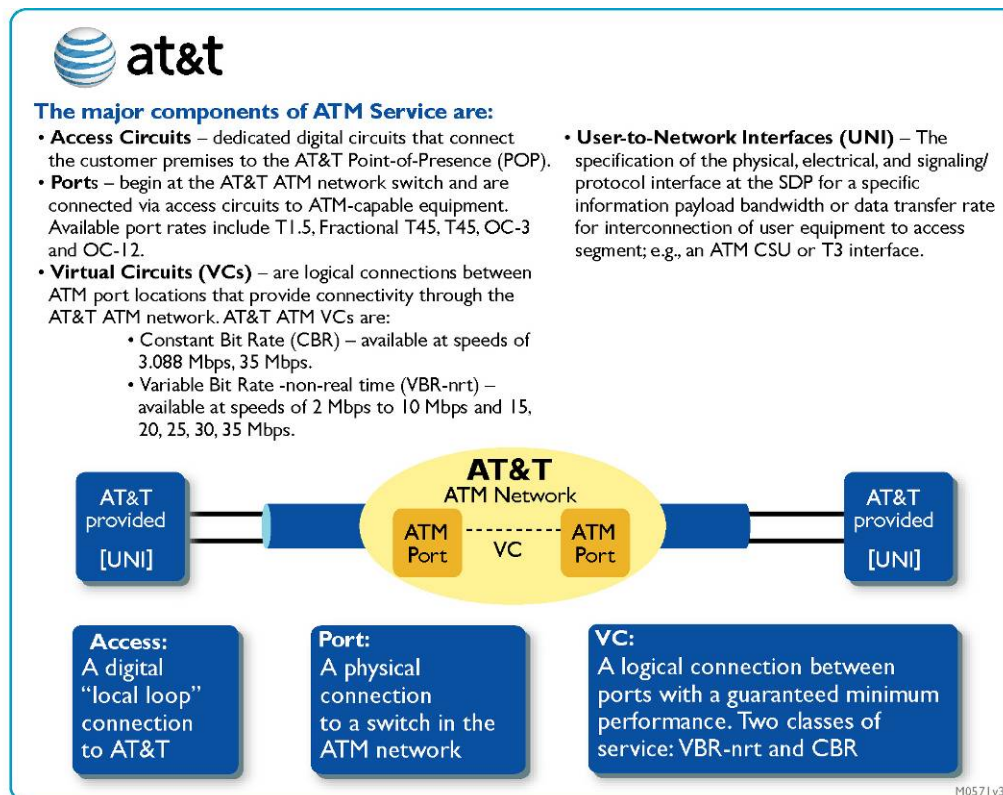 at&t
The major components of ATM Service are:
• Access Circuits – dedicated digital circuits that connect
the customer premises to the AT&T Point-of-Presence (POP).
• Ports – begin at the AT&T ATM network switch and are
connected via access circuits to ATM-capable equipment.
Available port rates include T1.5, Fractional T45, T45, OC-3
and OC-12.
• Virtual Circuits (VCs) – are logical connections between
ATM port locations that provide connectivity through the
AT&T ATM network. AT&T ATM VCs are:
• Constant Bit Rate (CBR) – available at speeds of
3.088 Mbps, 35 Mbps.
• Variable Bit Rate -non-real time (VBR-nrt) –
available at speeds of 2 Mbps to 10 Mbps and 15,
20, 25, 30, 35 Mbps.
• User-to-Network Interfaces (UNI) – The
specification of the physical, electrical, and signaling/
protocol interface at the SDP for a specific
information payload bandwidth or data transfer rate
for interconnection of user equipment to access
segment; e.g., an ATM CSU or T3 interface.
AT&T
provided
[UNI]
AT&T
ATM Network
ATM
Port
VC
ATM
Port
AT&T
provided
[UNI]
Access:
A digital
“local loop”
connection
to AT&T
Port:
A physical
connection
to a switch in the
ATM network
VC:
A logical connection between
ports with a guaranteed minimum
performance. Two classes of
service: VBR-nrt and CBR
M0571v3